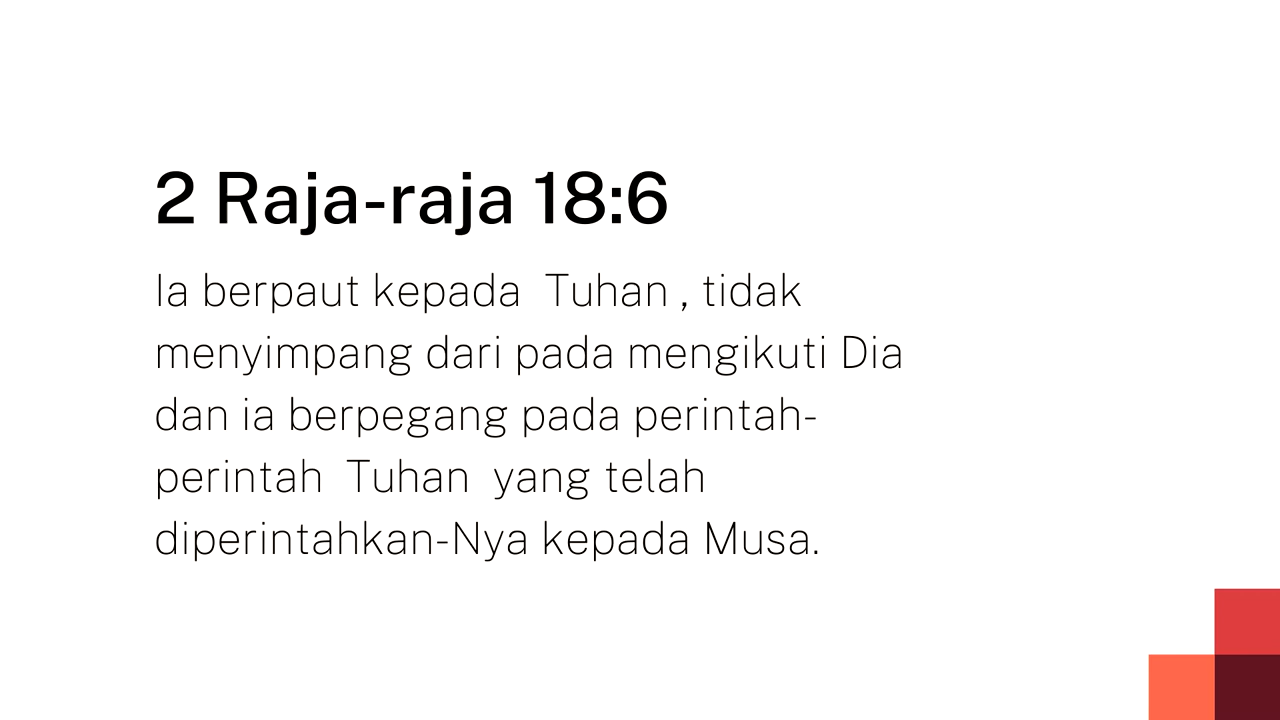 2 Raja-raja 18:6
Ia berpaut kepada  Tuhan , tidak
menyimpang dari pada mengikuti Dia
dan ia berpegang pada perintah-
perintah  Tuhan  yang telah
diperintahkan-Nya kepada Musa.